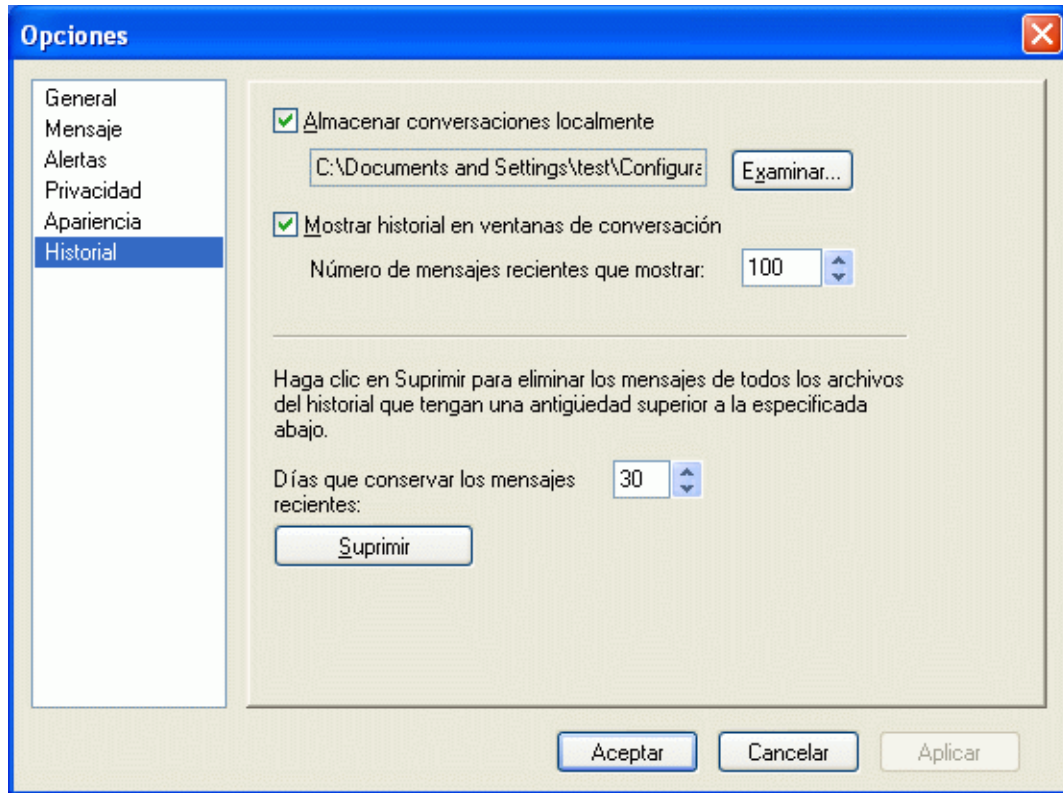 Opciones
General
Mensaje
Alertas
Privacidad
Apariencia
Historial
Almacenar conversaciones localmente
C:\Documents and Settings\test\Configura
Examinar...
Mostrar historial en ventanas de conversación
Número de mensajes recientes que mostrar:
100
Haga clic en Suprimir para eliminar los mensajes de todos los archivos
del historial que tengan una antigüedad superior a la especificada
abajo.
Días que conservar los mensajes
recientes:
30
Suprimir
Aceptar
Cancelar
Aplicar